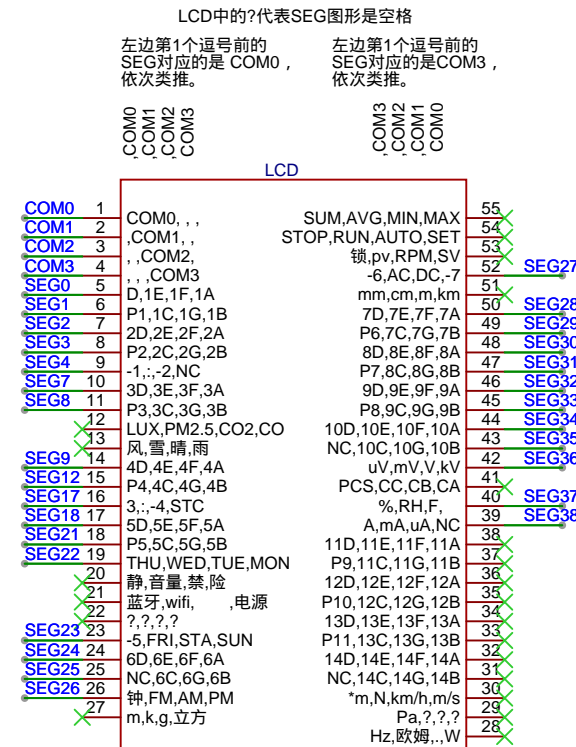 LCD中的?代表SEG图形是空格
左边第1个逗号前的
SEG对应的是 COM0，
依次类推。
左边第1个逗号前的
SEG对应的是COM3，
依次类推。
,COM0
,COM1
,COM2
COM3
,COM3
,COM2
,COM1
COM0
LCD
COM0 1 COM0, , ,
COM1 2 ,COM1, ,
COM2 3 , ,COM2,
COM3 4 , , ,COM3
SEG0 5 D,1E,1F,1A
SEG1 6 P1,1C,1G,1B
SEG2 7 2D,2E,2F,2A
SEG3 8 P2,2C,2G,2B
SEG4 9 -1,:,-2,NC
SEG7 10 3D,3E,3F,3A
SEG8 11 P3,3C,3G,3B
12 LUX,PM2.5,CO2,CO
13 风,雪,晴,雨
SEG9 14 4D,4E,4F,4A
SEG12 15 P4,4C,4G,4B
SEG17 16 3,:,-4,STC
SEG18 17 5D,5E,5F,5A
SEG21 18 P5,5C,5G,5B
SEG22 19 THU,WED,TUE,MON
20 静,音量,禁,险
21 蓝牙,wifi, ,电源
22 ?,?,?,?
SEG23 23 -5,FRI,STA,SUN
SEG24 24 6D,6E,6F,6A
SEG25 25 NC,6C,6G,6B
SEG26 26 钟,FM,AM,PM
27 m,k,g,立方
SUM,AVG,MIN,MAX 55
STOP,RUN,AUTO,SET 54
锁,pv,RPM,SV 53
-6,AC,DC,-7 52 SEG27
mm,cm,m,km 51
7D,7E,7F,7A 50 SEG28
P6,7C,7G,7B 49 SEG29
8D,8E,8F,8A 48 SEG30
P7,8C,8G,8B 47 SEG31
9D,9E,9F,9A 46 SEG32
P8,9C,9G,9B 45 SEG33
10D,10E,10F,10A 44 SEG34
NC,10C,10G,10B 43 SEG35
uV,mV,V,kV 42 SEG36
PCS,CC,CB,CA 41
%,RH,F, 40 SEG37
A,mA,uA,NC 39 SEG38
11D,11E,11F,11A 38
P9,11C,11G,11B 37
12D,12E,12F,12A 36
P10,12C,12G,12B 35
13D,13E,13F,13A 34
P11,13C,13G,13B 33
14D,14E,14F,14A 32
NC,14C,14G,14B 31
*m,N,km/h,m/s 30
Pa,?,?,? 29
Hz,欧姆,.,W 28